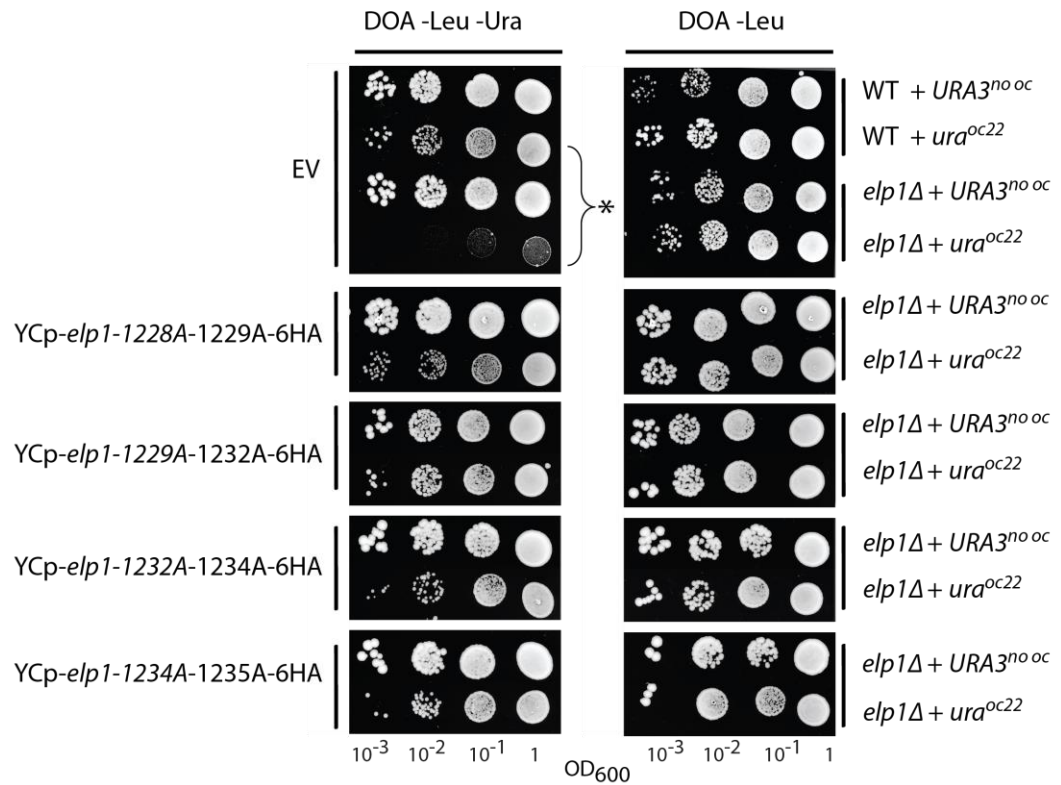 DOA -Leu -Ura DOA -Leu
WT + URA3no oc
WT + uraoc22
EV
*
elp1Δ + URA3no oc
elp1Δ + uraoc22
YCp-elp1-1228A-1229A-6HA
elp1Δ + URA3no oc
elp1Δ + uraoc22
YCp-elp1-1229A-1232A-6HA
elp1Δ + URA3no oc
elp1Δ + uraoc22
YCp-elp1-1232A-1234A-6HA
elp1Δ + URA3no oc
elp1Δ + uraoc22
YCp-elp1-1234A-1235A-6HA
elp1Δ + URA3no oc
elp1Δ + uraoc22
10-3 10-2 10-1 1 10-3 10-2 10-1 1
OD600